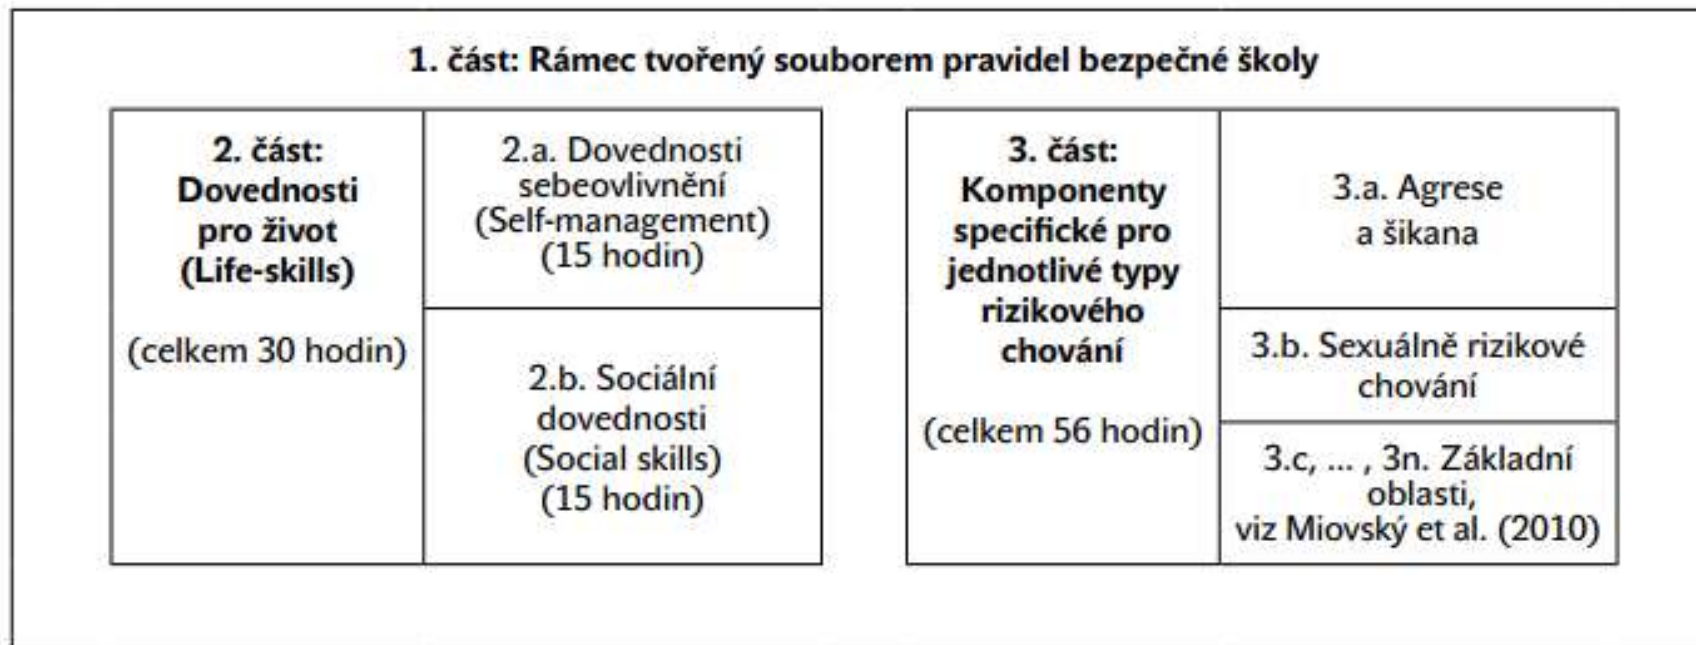 1. část: Rámec tvořený souborem pravidel bezpečné školy
2. část:
Dovednosti
pro život
(Life-skills)
(celkem 30 hodin)
2.a. Dovednosti
sebeovlivnění
(Self-management)
(15 hodin)
2.b. Sociální
dovednosti
(Social skills)
(15 hodin)
3. část:
Komponenty
specifické pro
jednotlivé typy
rizikového
chování
(celkem 56 hodin)
3.a. Agrese
a šikana
3.b. Sexuálně rizikové
chování
3.c, ... , 3n. Základní
oblasti,
viz Miovský et al. (2010)